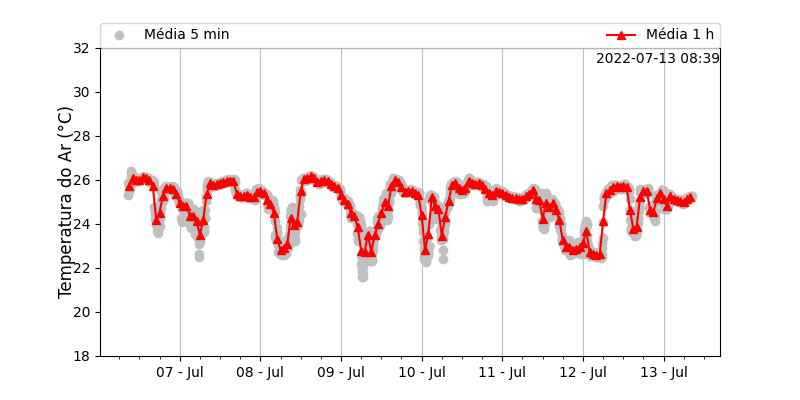 Média 5 min
Média 1 h
2022-07-13 08:39
Temperatura do Ar (°C)
32
30
28
26
24
22
20
18
07 - Jul
08 - Jul
09 - Jul
10 - Jul
11 - Jul
12 - Jul
13 - Jul